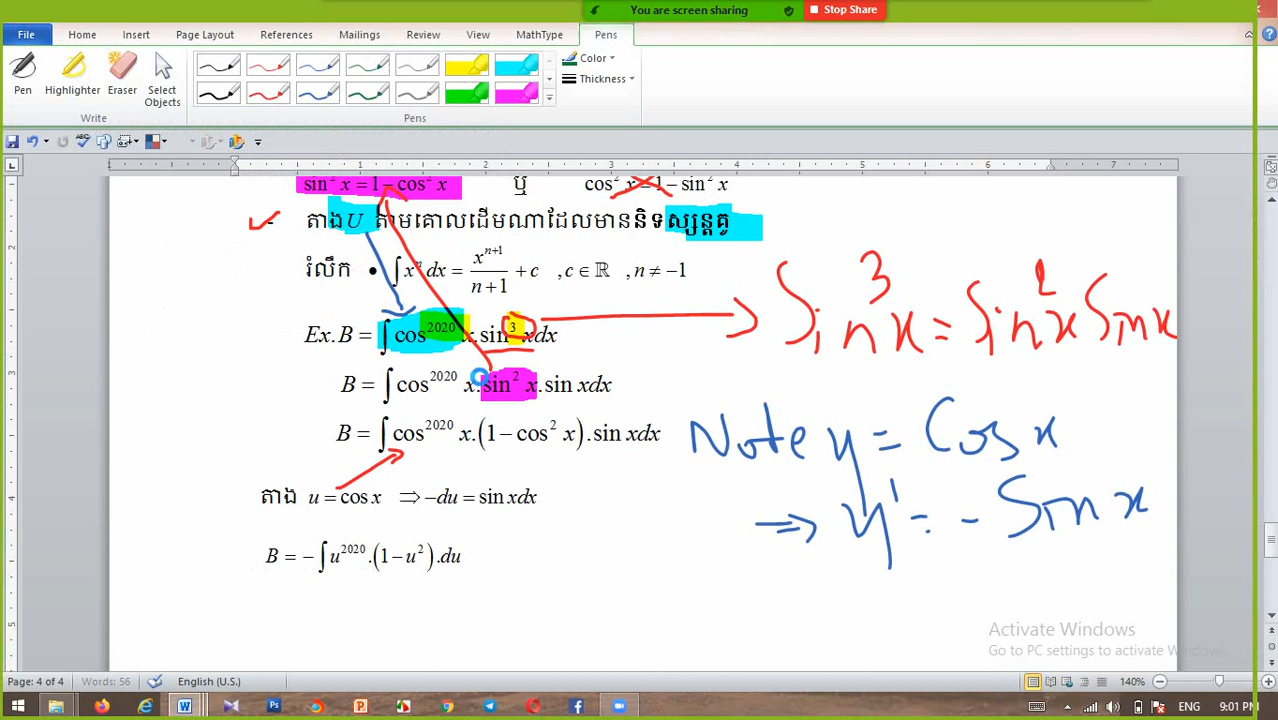 You are screen sharing Stop Share
File Home Insert Page Layout References Mailings Review View MathType Pens
Pen Highlighter Eraser Select Objects Color Thickness
Write Pens
sin² x = 1 − cos² x ឬ cos² x = 1 − sin² x
- តាង U តាមគោលដើមណាដែលមាននិទស្សន្តគូ
រំលឹក • ∫ xⁿ dx = xⁿ⁺¹/(n+1) + c , c ∈ ℝ , n ≠ −1
Ex. B = ∫ cos²⁰²⁰ x. sin³ xdx
Sin³x = Sin²x Sinx
B = ∫ cos²⁰²⁰ x. sin² x. sin xdx
B = ∫ cos²⁰²⁰ x.(1 − cos² x). sin xdx
Note y = Cos x
តាង u = cos x ⇒ −du = sin xdx
⇒ y' = - Sin x
B = − ∫ u²⁰²⁰.(1 − u²).du
Activate Windows
Go to PC settings to activate Windows.
Page: 4 of 4 Words: 56 English (U.S.) 140%
9:01 PM